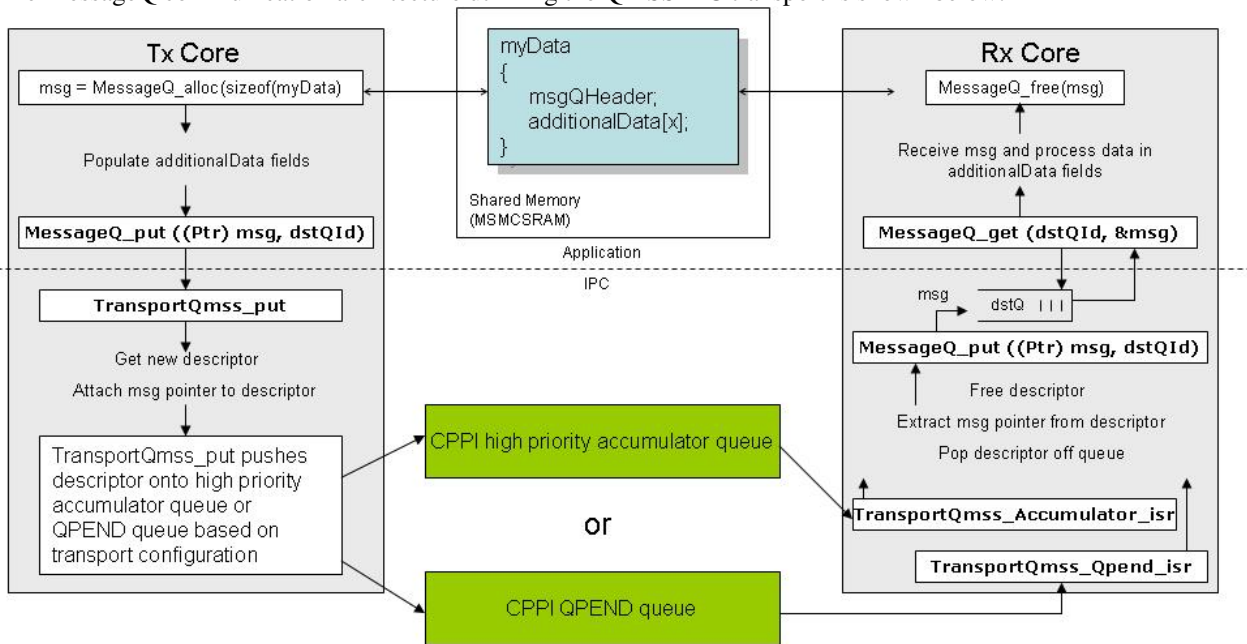 Tx Core
msg = MessageQ_alloc(sizeof(myData)
Populate additionalData fields
MessageQ_put ((Ptr) msg, dstQId)
TransportQmss_put
Get new descriptor
Attach msg pointer to descriptor
TransportQmss_put pushes
descriptor onto high priority
accumulator queue or
QPEND queue based on
transport configuration
myData
{
msgQHeader;
additionalData[x];
}
Shared Memory
(MSMCSRAM)
Application
IPC
CPPI high priority accumulator queue
or
CPPI QPEND queue
Rx Core
MessageQ_free(msg)
Receive msg and process data in
additionalData fields
MessageQ_get (dstQId, &msg)
msg
dstQ
MessageQ_put ((Ptr) msg, dstQId)
Free descriptor
Extract msg pointer from descriptor
Pop descriptor off queue
TransportQmss_Accumulator_isr
TransportQmss_Qpend_isr